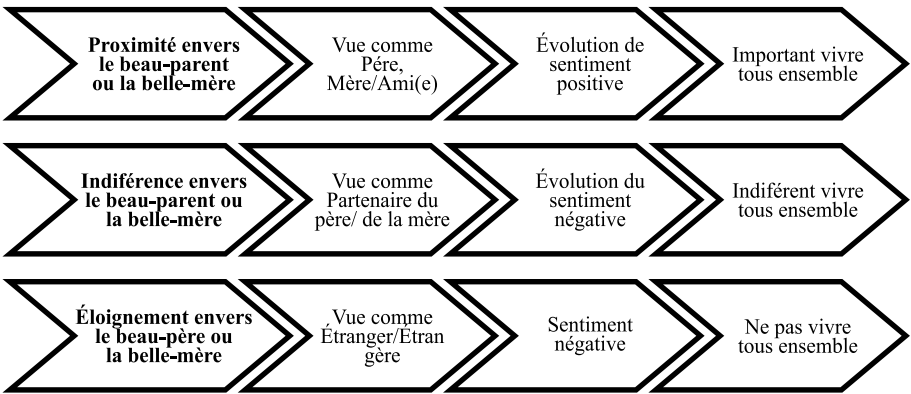 Proximité envers
le beau-parent
ou la belle-mère
Vue comme
Pére,
Mère/Ami(e)
Évolution de
sentiment
positive
Important vivre
tous ensemble
Indiférence envers
le beau-parent ou
la belle-mère
Vue comme
Partenaire du
père/ de la mère
Évolution du
sentiment
négative
Indiférent vivre
tous ensemble
Éloignement envers
le beau-père ou
la belle-mère
Vue comme
Étranger/Etran
gère
Sentiment
négative
Ne pas vivre
tous ensemble